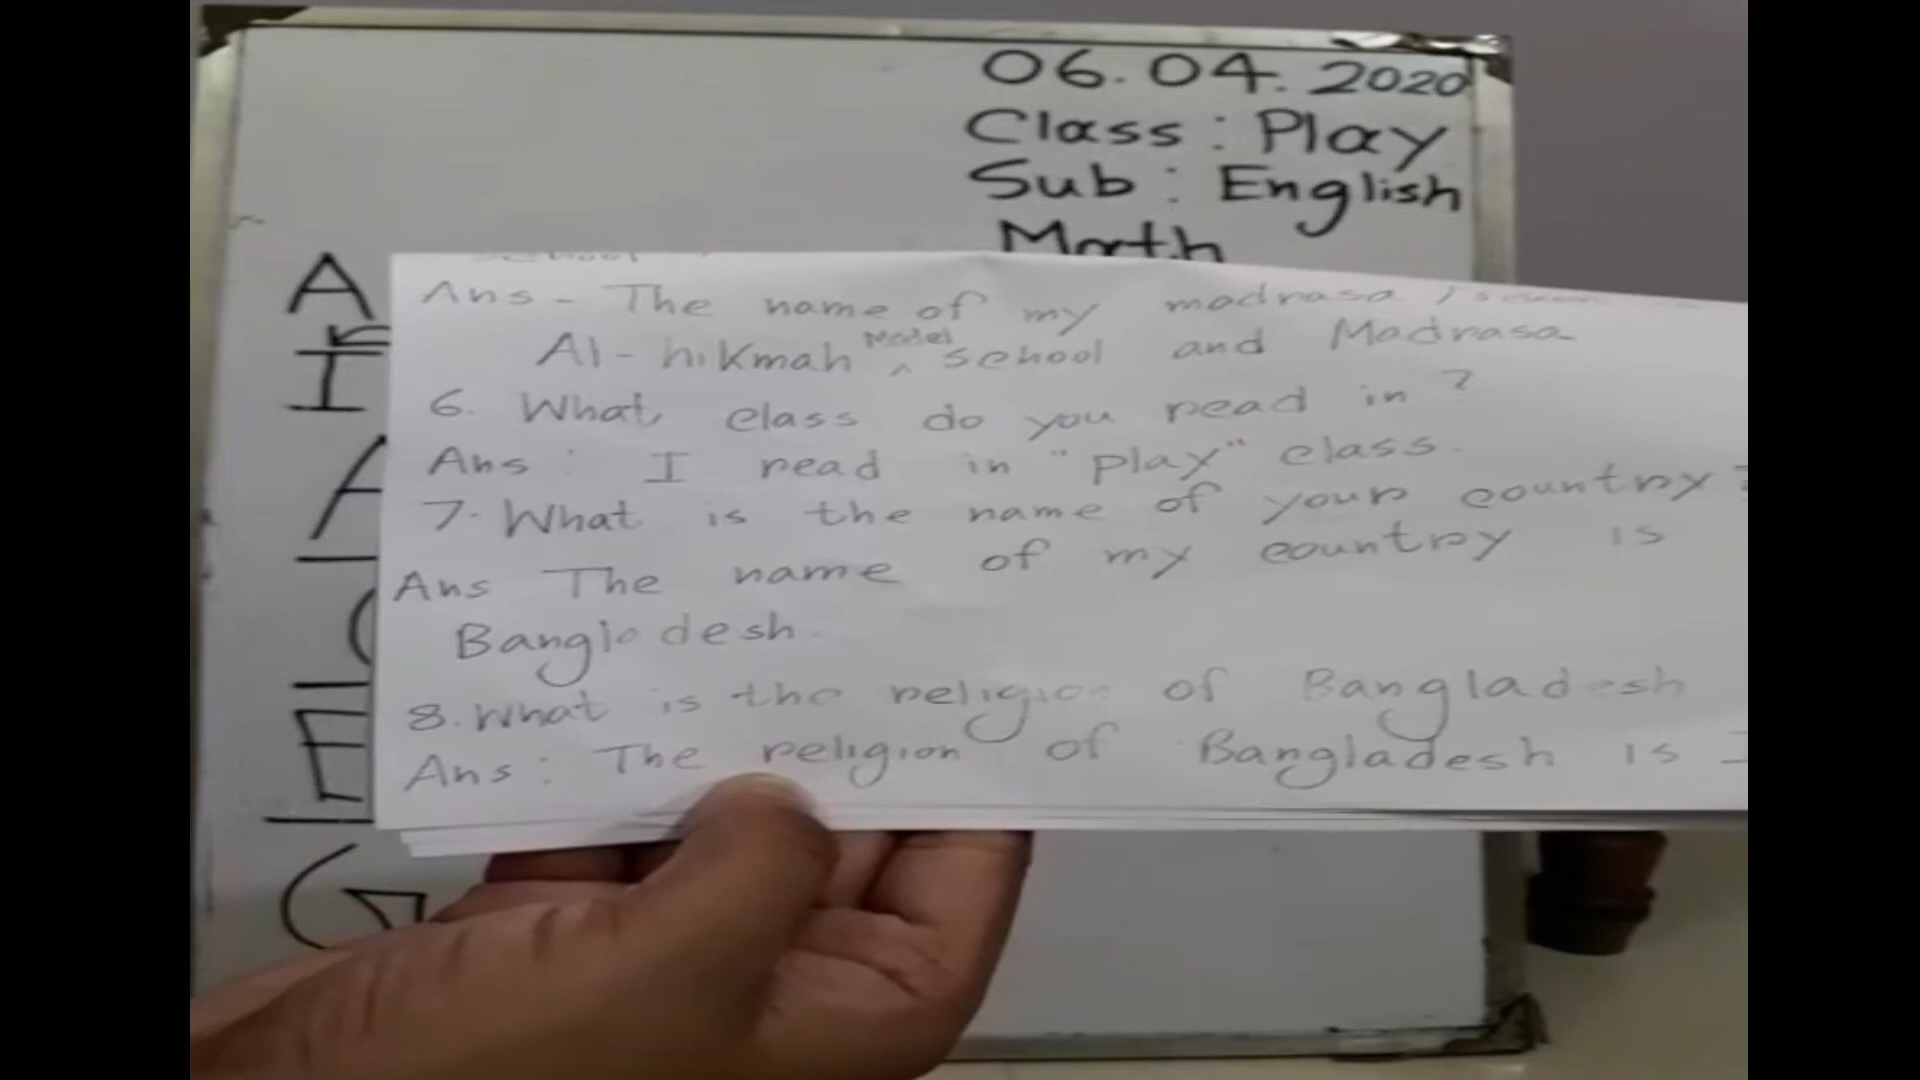 06.04.2020
Class : Play
Sub : English
Math
A
I
A
E
G
school
Ans - The name of my madrasa /
Al-hikmah Model school and Madrasa
6. What class do you read in ?
Ans : I read in "play" class.
7. What is the name of your country?
Ans The name of my country is
Bangladesh.
8. What is the religion of Bangladesh
Ans : The religion of Bangladesh is